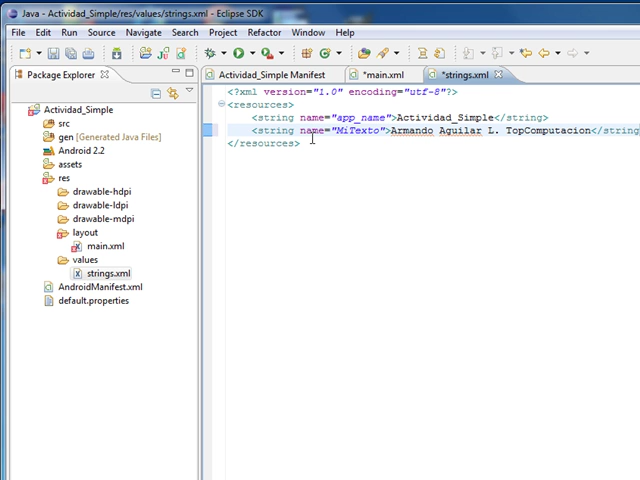 Java - Actividad_Simple/res/values/strings.xml - Eclipse SDK
File Edit Run Source Navigate Search Project Refactor Window Help
Package Explorer
Actividad_Simple Manifest
*main.xml
*strings.xml
Actividad_Simple
src
gen [Generated Java Files]
Android 2.2
assets
res
drawable-hdpi
drawable-ldpi
drawable-mdpi
layout
main.xml
values
strings.xml
AndroidManifest.xml
default.properties
<?xml version="1.0" encoding="utf-8"?>
<resources>
<string name="app_name">Actividad_Simple</string>
<string name="MiTexto">Armando Aguilar L. TopComputacion</string
</resources>